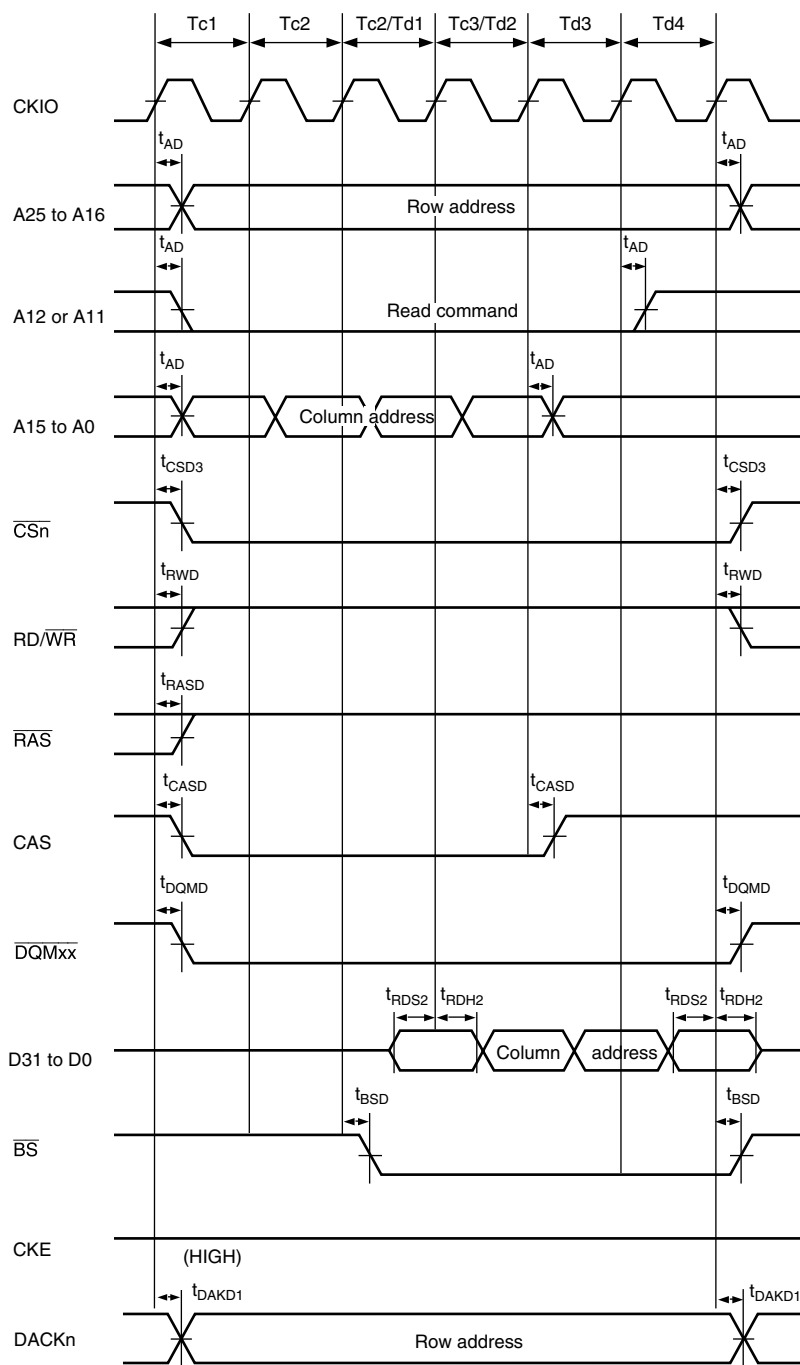 Tc1 Tc2 Tc2/Td1 Tc3/Td2 Td3 Td4
CKIO
tAD tAD
A25 to A16 Row address
tAD tAD
A12 or A11 Read command
tAD tAD
A15 to A0 Column address
tCSD3 tCSD3
CSn
tRWD tRWD
RD/WR
tRASD
RAS
tCASD tCASD
CAS
tDQMD tDQMD
DQMxx
tRDS2 tRDH2 tRDS2 tRDH2
D31 to D0 Column address
tBSD tBSD
BS
CKE (HIGH)
tDAKD1 tDAKD1
DACKn Row address